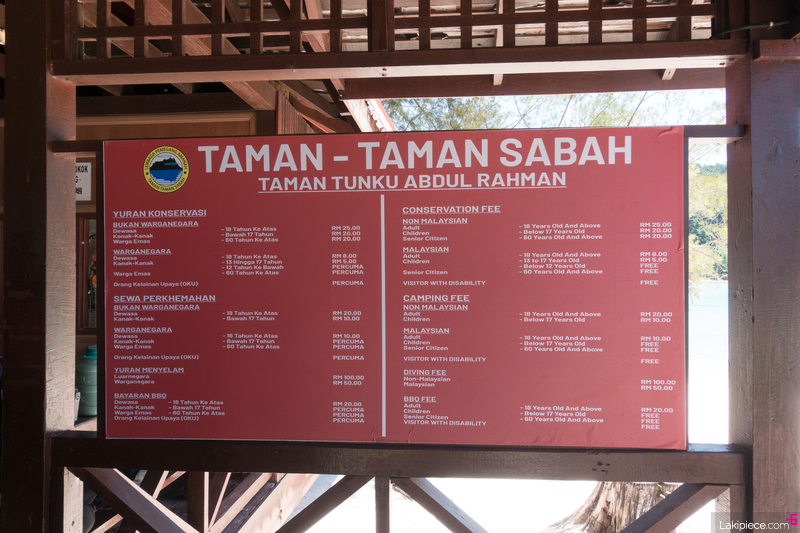 TAMAN - TAMAN SABAH
TAMAN TUNKU ABDUL RAHMAN
YURAN KONSERVASI
BUKAN WARGANEGARA
Dewasa - 18 Tahun Ke Atas RM 25.00
Kanak-Kanak - Bawah 17 Tahun RM 20.00
Warga Emas - 60 Tahun Ke Atas RM 20.00
WARGANEGARA
Dewasa - 18 Tahun Ke Atas RM 8.00
Kanak-Kanak - 13 Hingga 17 Tahun RM 5.00
- 12 Tahun Ke Bawah PERCUMA
Warga Emas - 60 Tahun Ke Atas PERCUMA
Orang Kelainan Upaya (OKU) PERCUMA
SEWA PERKHEMAHAN
BUKAN WARGANEGARA
Dewasa - 18 Tahun Ke Atas RM 20.00
Kanak-Kanak - Bawah 17 Tahun RM 10.00
WARGANEGARA
Dewasa - 18 Tahun Ke Atas RM 10.00
Kanak-Kanak - Bawah 17 Tahun PERCUMA
Warga Emas - 60 Tahun Ke Atas PERCUMA
Orang Kelainan Upaya (OKU) PERCUMA
YURAN MENYELAM
Luarnegara RM 100.00
Warganegara RM 50.00
BAYARAN BBQ
Dewasa - 18 Tahun Ke Atas RM 20.00
Kanak-Kanak - Bawah 17 Tahun PERCUMA
Warga Emas - 60 Tahun Ke Atas PERCUMA
Orang Kelainan Upaya (OKU) PERCUMA
CONSERVATION FEE
NON MALAYSIAN
Adult - 18 Years Old And Above RM 25.00
Children - Below 17 Years Old RM 20.00
Senior Citizen - 60 Years Old And Above RM 20.00
MALAYSIAN
Adult - 18 Years Old And Above RM 8.00
Children - 13 to 17 Years Old RM 5.00
- Below 12 Years Old FREE
Senior Citizen - 60 Years Old And Above FREE
VISITOR WITH DISABILITY FREE
CAMPING FEE
NON MALAYSIAN
Adult - 18 Years Old And Above RM 20.00
Children - Below 17 Years Old RM 10.00
MALAYSIAN
Adult - 18 Years Old And Above RM 10.00
Children - Below 17 Years Old FREE
Senior Citizen - 60 Years Old And Above FREE
VISITOR WITH DISABILITY FREE
DIVING FEE
Non-Malaysian RM 100.00
Malaysian RM 50.00
BBQ FEE
Adult - 18 Years Old And Above RM 20.00
Children - Below 17 Years Old FREE
Senior Citizen - 60 Years Old And Above FREE
VISITOR WITH DISABILITY FREE
Lakipiece.com